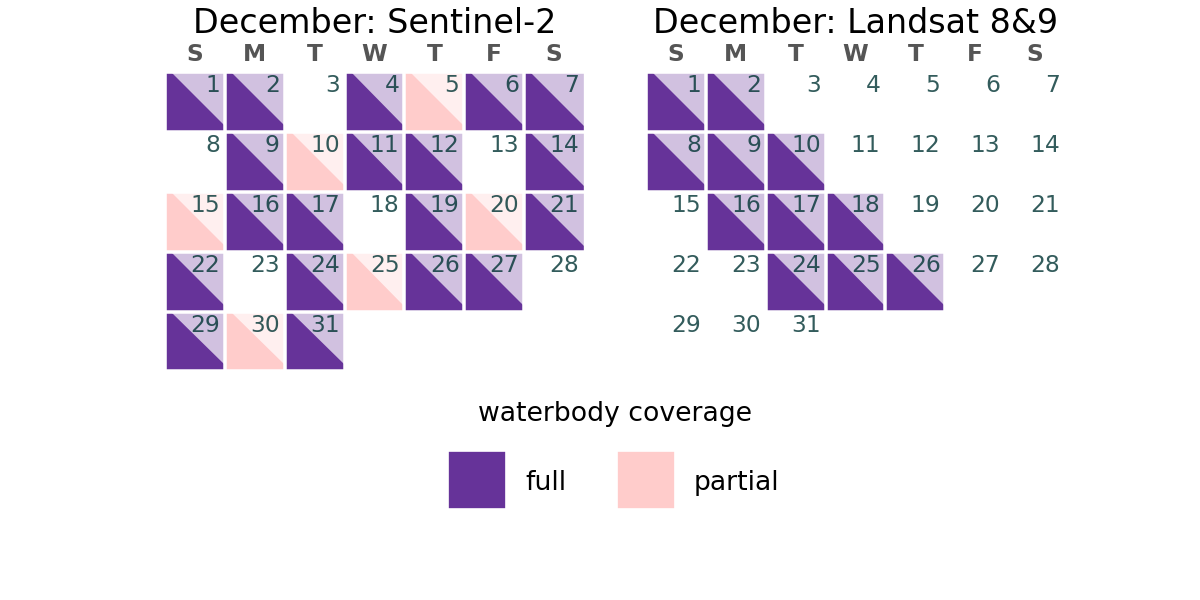 December: Sentinel-2
S M T W T F S
1 2 3 4 5 6 7
8 9 10 11 12 13 14
15 16 17 18 19 20 21
22 23 24 25 26 27 28
29 30 31
December: Landsat 8&9
S M T W T F S
1 2 3 4 5 6 7
8 9 10 11 12 13 14
15 16 17 18 19 20 21
22 23 24 25 26 27 28
29 30 31
waterbody coverage
full partial